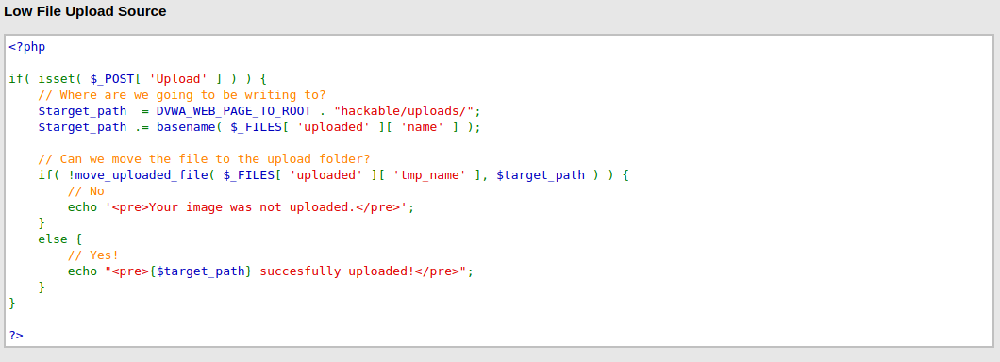 Low File Upload Source
<?php
if( isset( $_POST[ 'Upload' ] ) ) {
    // Where are we going to be writing to?
    $target_path  = DVWA_WEB_PAGE_TO_ROOT . "hackable/uploads/";
    $target_path .= basename( $_FILES[ 'uploaded' ][ 'name' ] );
    // Can we move the file to the upload folder?
    if( !move_uploaded_file( $_FILES[ 'uploaded' ][ 'tmp_name' ], $target_path ) ) {
        // No
        echo '<pre>Your image was not uploaded.</pre>';
    }
    else {
        // Yes!
        echo "<pre>{$target_path} succesfully uploaded!</pre>";
    }
}
?>